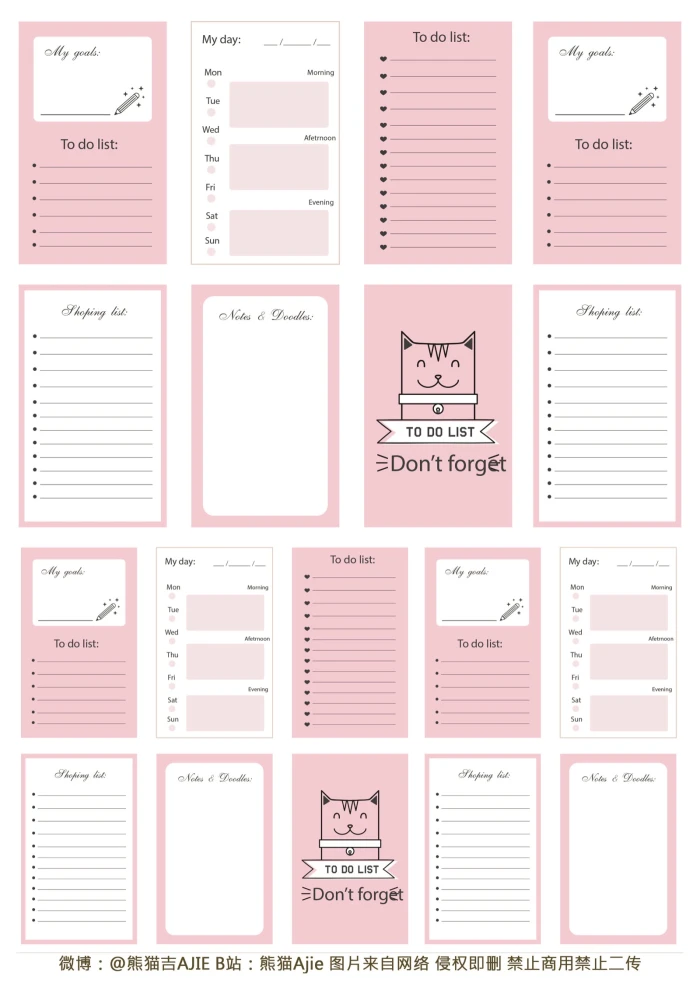 My goals:
To do list:
My day: ___/___/___
Mon
Morning
Tue
Wed
Afetrnoon
Thu
Fri
Evening
Sat
Sun
To do list:
My goals:
To do list:
Shoping list:
Notes & Doodles:
TO DO LIST
Don't forget
Shoping list:
My goals:
To do list:
My day: ___/___/___
Mon
Morning
Tue
Wed
Afetrnoon
Thu
Fri
Evening
Sat
Sun
To do list:
My goals:
To do list:
My day: ___/___/___
Mon
Morning
Tue
Wed
Afetrnoon
Thu
Fri
Evening
Sat
Sun
Shoping list:
Notes & Doodles:
TO DO LIST
Don't forget
Shoping list:
Notes & Doodles:
微博：@熊猫吉AJIE B站：熊猫Ajie 图片来自网络 侵权即删 禁止商用禁止二传